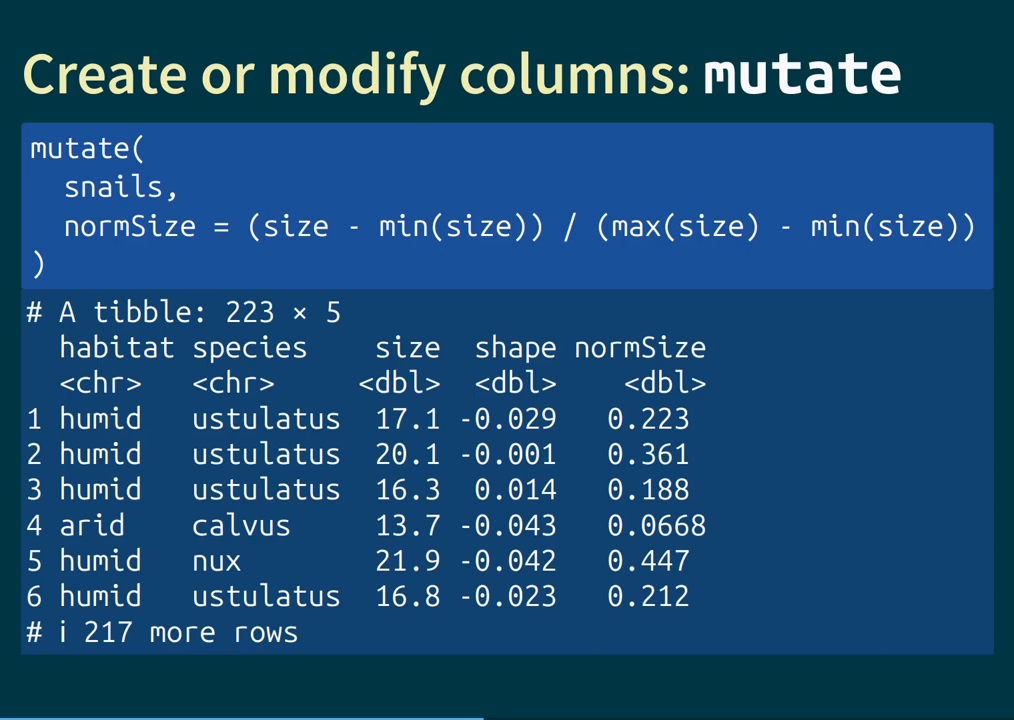 Create or modify columns: mutate
mutate(
  snails,
  normSize = (size - min(size)) / (max(size) - min(size))
)
# A tibble: 223 × 5
  habitat species    size  shape normSize
  <chr>   <chr>     <dbl>  <dbl>    <dbl>
1 humid   ustulatus  17.1 -0.029   0.223
2 humid   ustulatus  20.1 -0.001   0.361
3 humid   ustulatus  16.3  0.014   0.188
4 arid    calvus     13.7 -0.043   0.0668
5 humid   nux        21.9 -0.042   0.447
6 humid   ustulatus  16.8 -0.023   0.212
# i 217 more rows